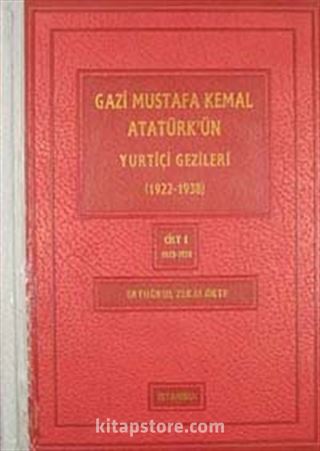 GAZİ MUSTAFA KEMAL
ATATÜRK'ÜN
YURTİÇİ GEZİLERİ
(1922-1938)
CİLT I
ERTUĞRUL ZEKAİ ÖKTE
İSTANBUL
kitapstore.com'